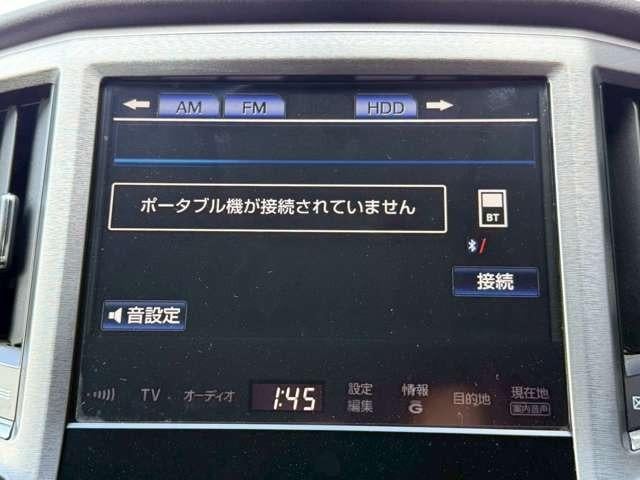 AM FM HDD
ポータブル機が接続されていません
BT
接続
音設定
TV オーディオ 1:45 設定 編集 情報 G 目的地 現在地 案内音声